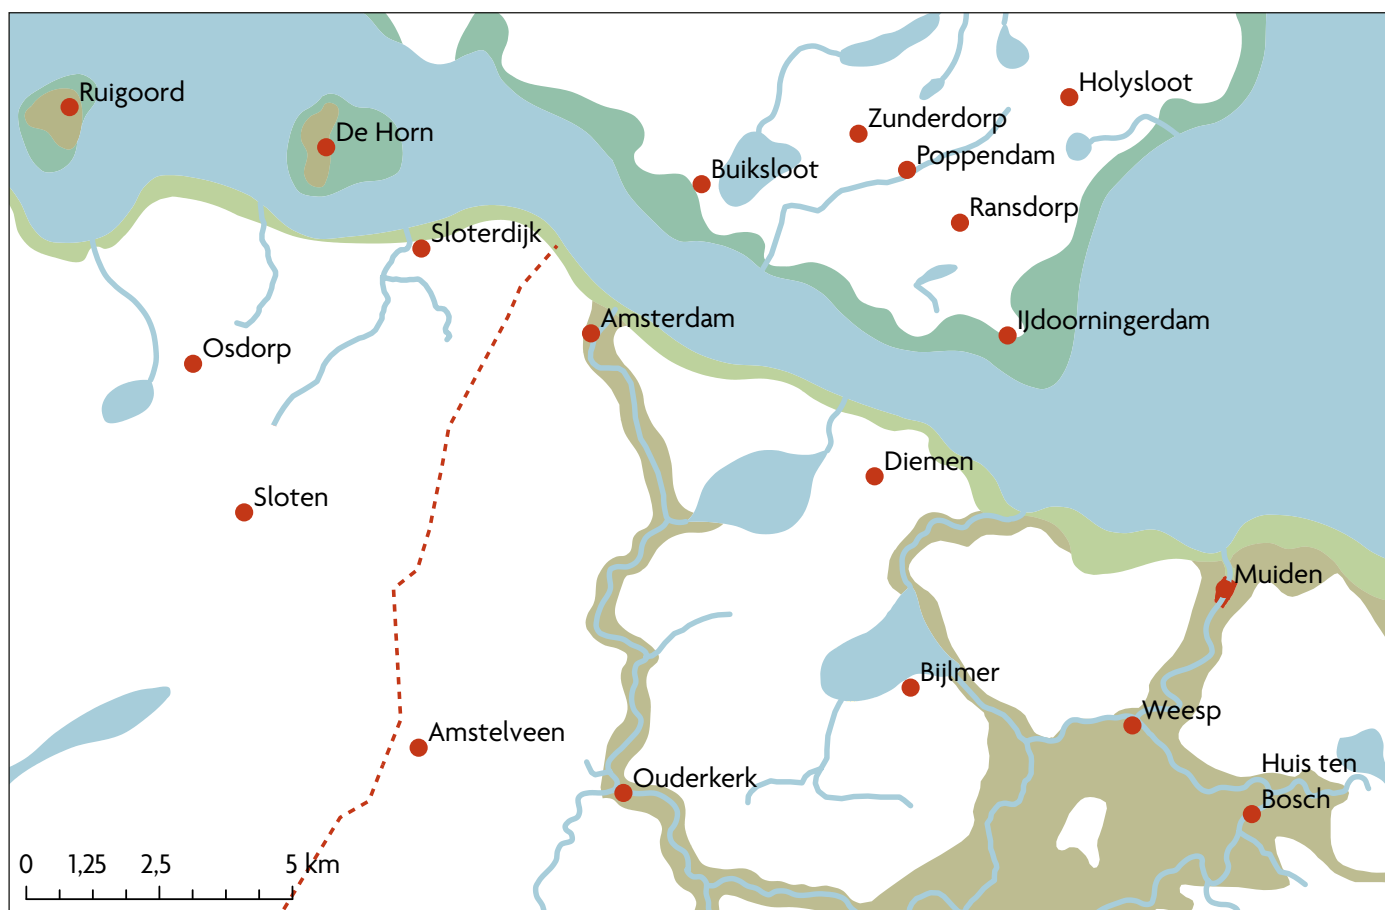 Ruigoord
De Horn
Holysloot
Zunderdorp
Poppendam
Buiksloot
Ransdorp
Sloterdijk
Amsterdam
IJdoorningerdam
Osdorp
Diemen
Sloten
Muiden
Bijlmer
Weesp
Amstelveen
Huis ten
Bosch
Ouderkerk
0 1,25 2,5 5 km